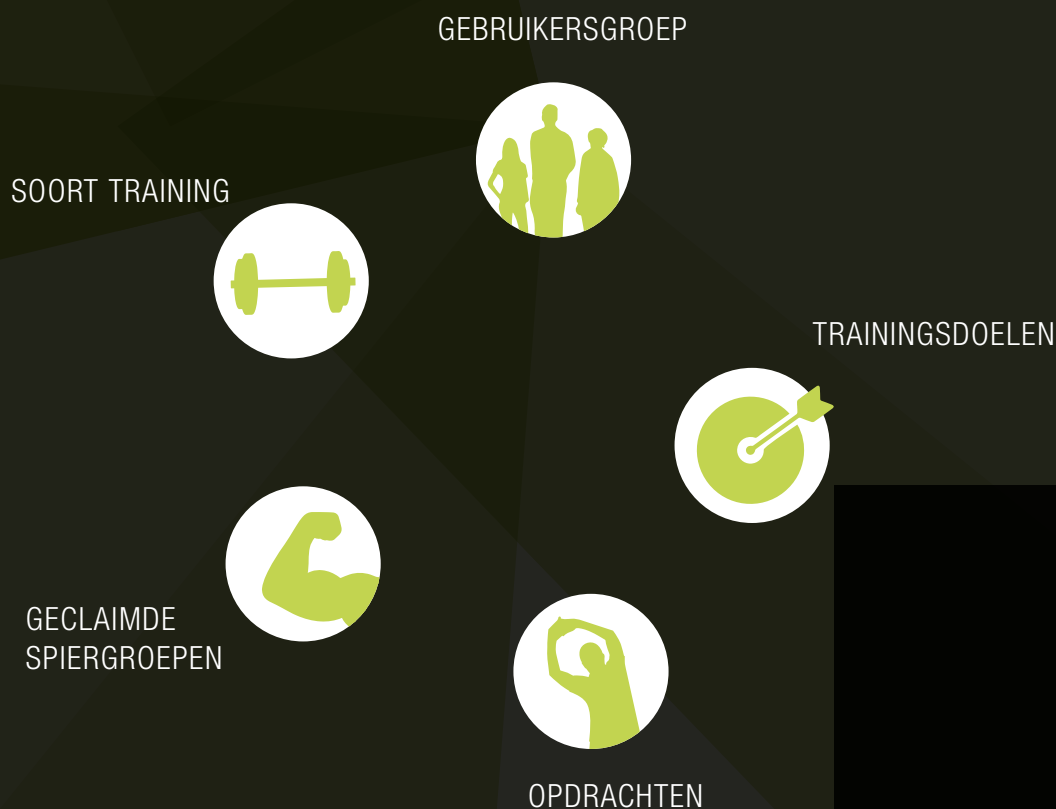 GEBRUIKERSGROEP
SOORT TRAINING
TRAININGSDOELEN
GECLAIMDE
SPIERGROEPEN
OPDRACHTEN